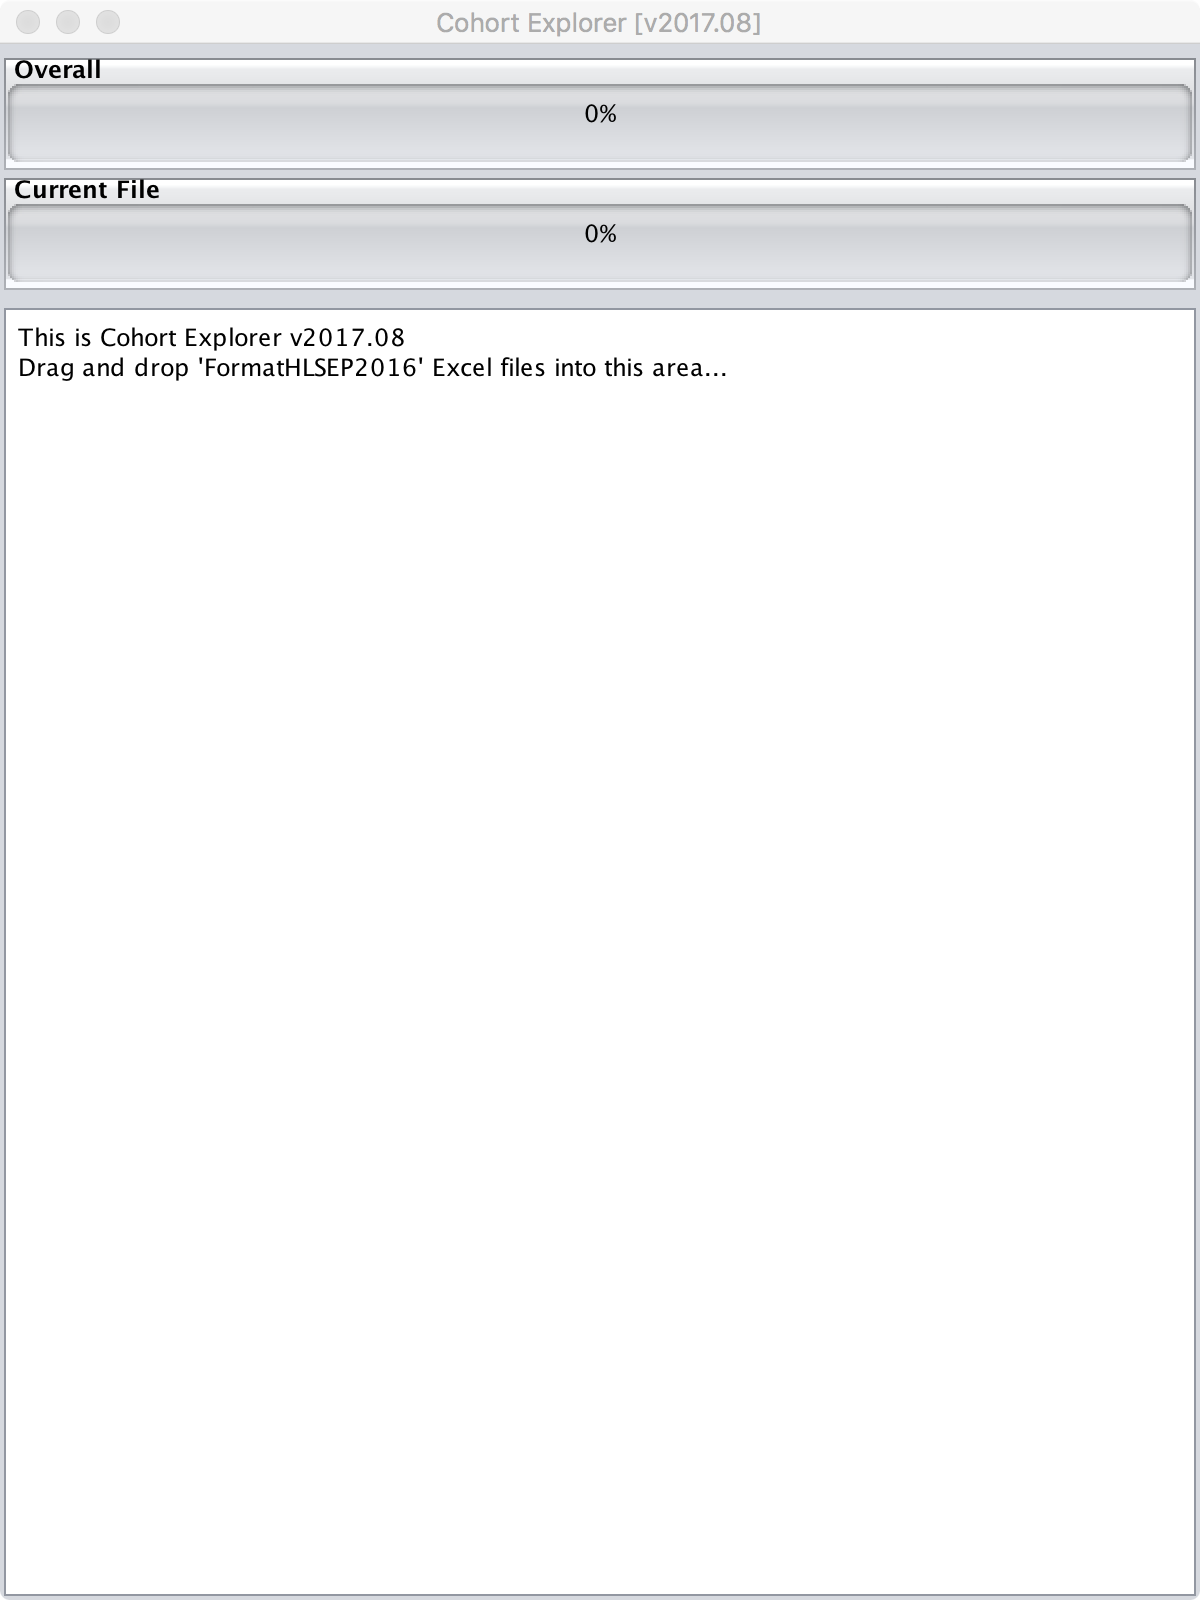 Cohort Explorer [v2017.08]
Overall
0%
Current File
0%
This is Cohort Explorer v2017.08
Drag and drop 'FormatHLSEP2016' Excel files into this area...